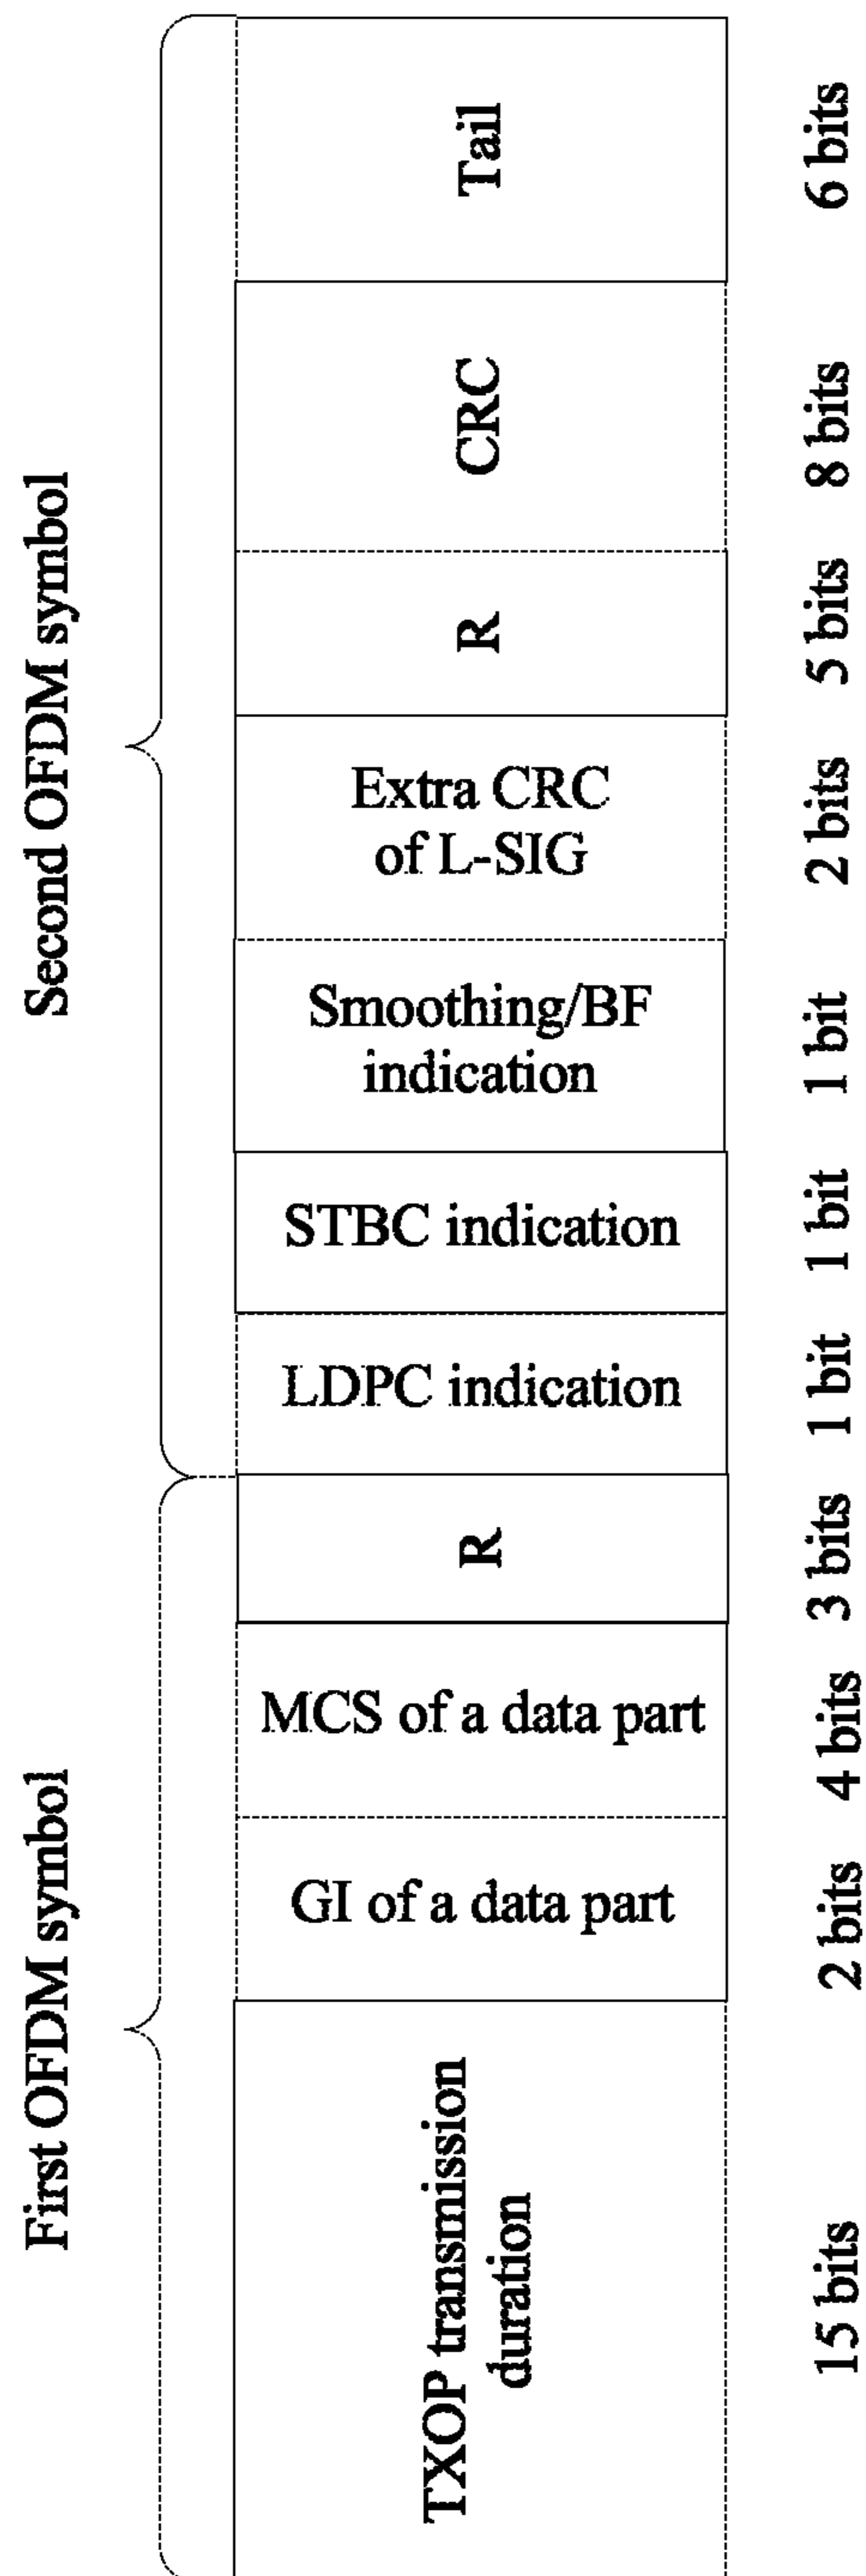 First OFDM symbol
Second OFDM symbol
TXOP transmission
duration
GI of a data part
MCS of a data part
R
LDPC indication
STBC indication
Smoothing/BF
indication
Extra CRC
of L-SIG
R
CRC
Tail
15 bits
2 bits
4 bits
3 bits
1 bit
1 bit
1 bit
2 bits
5 bits
8 bits
6 bits